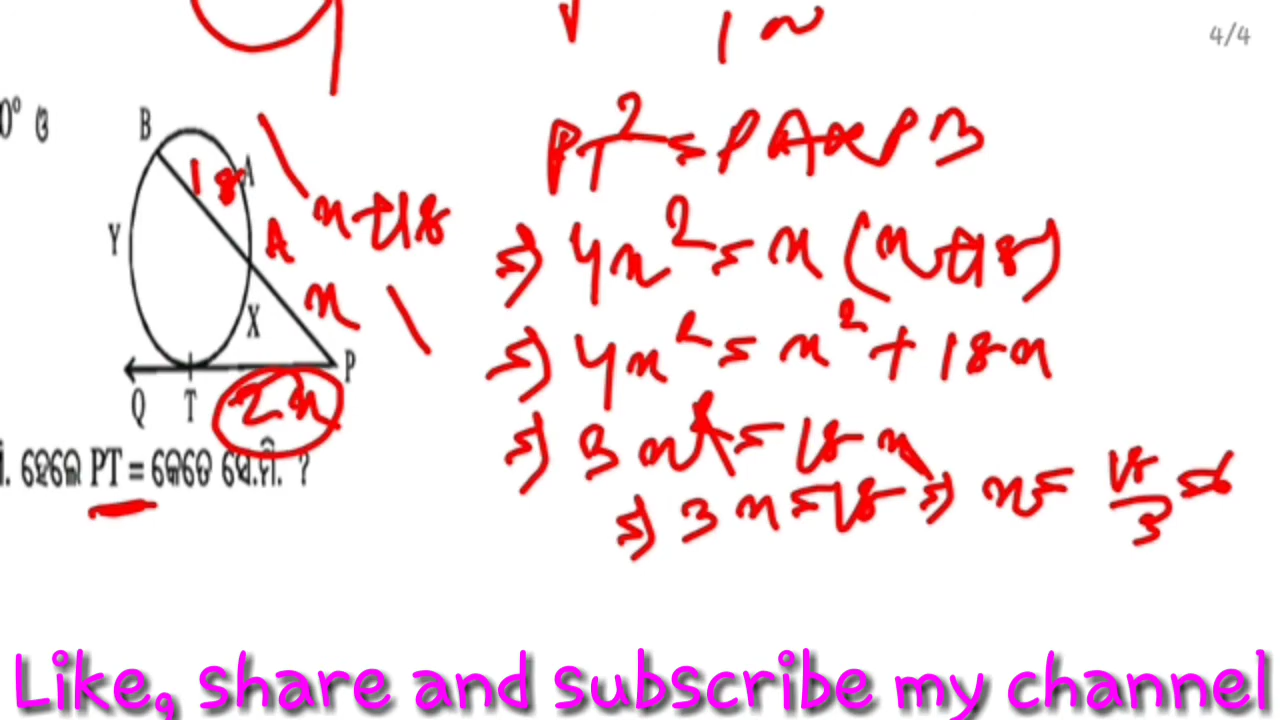 4/4
0° ଓ
B
18 A
Y
A
x+18
x
X
P
Q T 2x
PT² = PA × PB
⇒ 4x² = x (x+18)
⇒ 4x² = x² + 18x
⇒ 3x² = 18x
⇒ 3x = 18 ⇒ x = 18/3 = 6
i. ହେଲେ PT = କେତେ ସେ.ମି. ?
Like, share and subscribe my channel